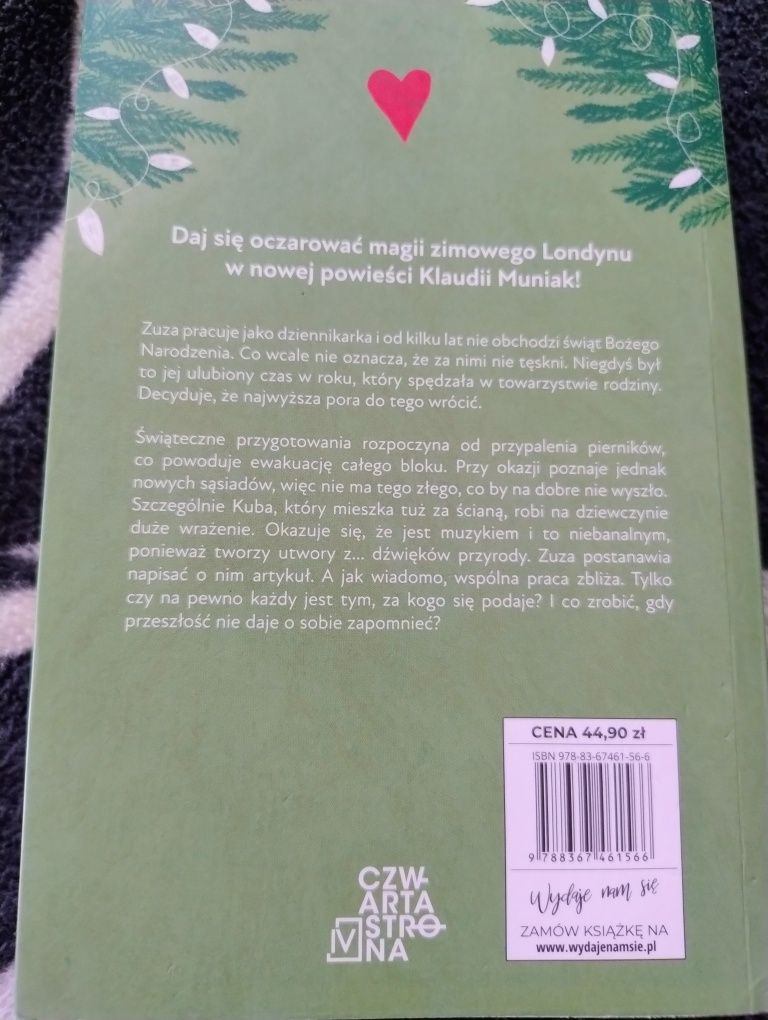 Daj się oczarować magii zimowego Londynu
w nowej powieści Klaudii Muniak!
Zuza pracuje jako dziennikarka i od kilku lat nie obchodzi świąt Bożego
Narodzenia. Co wcale nie oznacza, że za nimi nie tęskni. Niegdyś był
to jej ulubiony czas w roku, który spędzała w towarzystwie rodziny.
Decyduje, że najwyższa pora do tego wrócić.
Świąteczne przygotowania rozpoczyna od przypalenia pierników,
co powoduje ewakuację całego bloku. Przy okazji poznaje jednak
nowych sąsiadów, więc nie ma tego złego, co by na dobre nie wyszło.
Szczególnie Kuba, który mieszka tuż za ścianą, robi na dziewczynie
duże wrażenie. Okazuje się, że jest muzykiem i to niebanalnym,
ponieważ tworzy utwory z... dźwięków przyrody. Zuza postanawia
napisać o nim artykuł. A jak wiadomo, wspólna praca zbliża. Tylko
czy na pewno każdy jest tym, za kogo się podaje? I co zrobić, gdy
przeszłość nie daje o sobie zapomnieć?
CENA 44,90 zł
ISBN 978-83-67461-56-6
9 788367 461566
Wydaje nam się
ZAMÓW KSIĄŻKĘ NA
www.wydajenamsie.pl
CZW
ARTA
STRO
IV NA